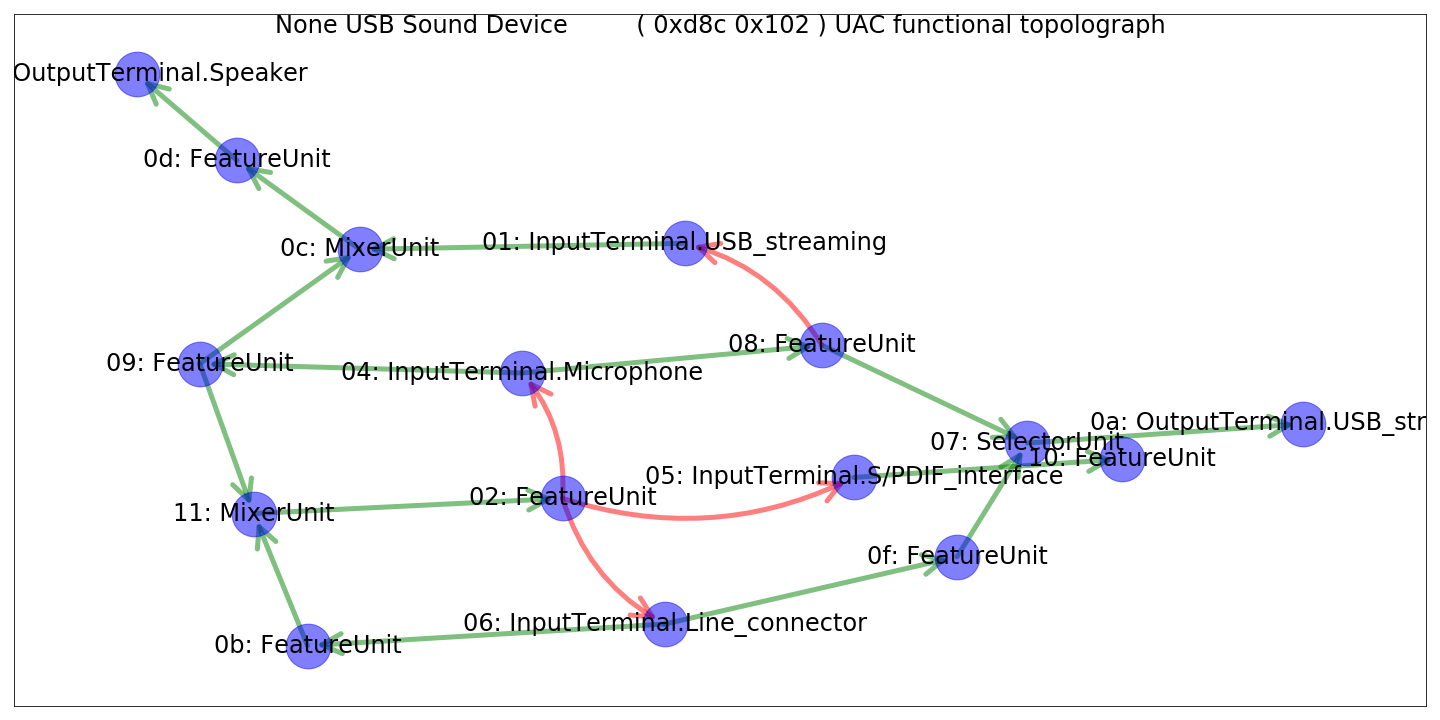 None USB Sound Device         ( 0xd8c 0x102 ) UAC functional topolograph
OutputTerminal.Speaker
0d: FeatureUnit
0c: MixerUnit
01: InputTerminal.USB_streaming
08: FeatureUnit
09: FeatureUnit
04: InputTerminal.Microphone
0a: OutputTerminal.USB_str
07: SelectorUnit
10: FeatureUnit
05: InputTerminal.S/PDIF_interface
02: FeatureUnit
11: MixerUnit
0f: FeatureUnit
06: InputTerminal.Line_connector
0b: FeatureUnit